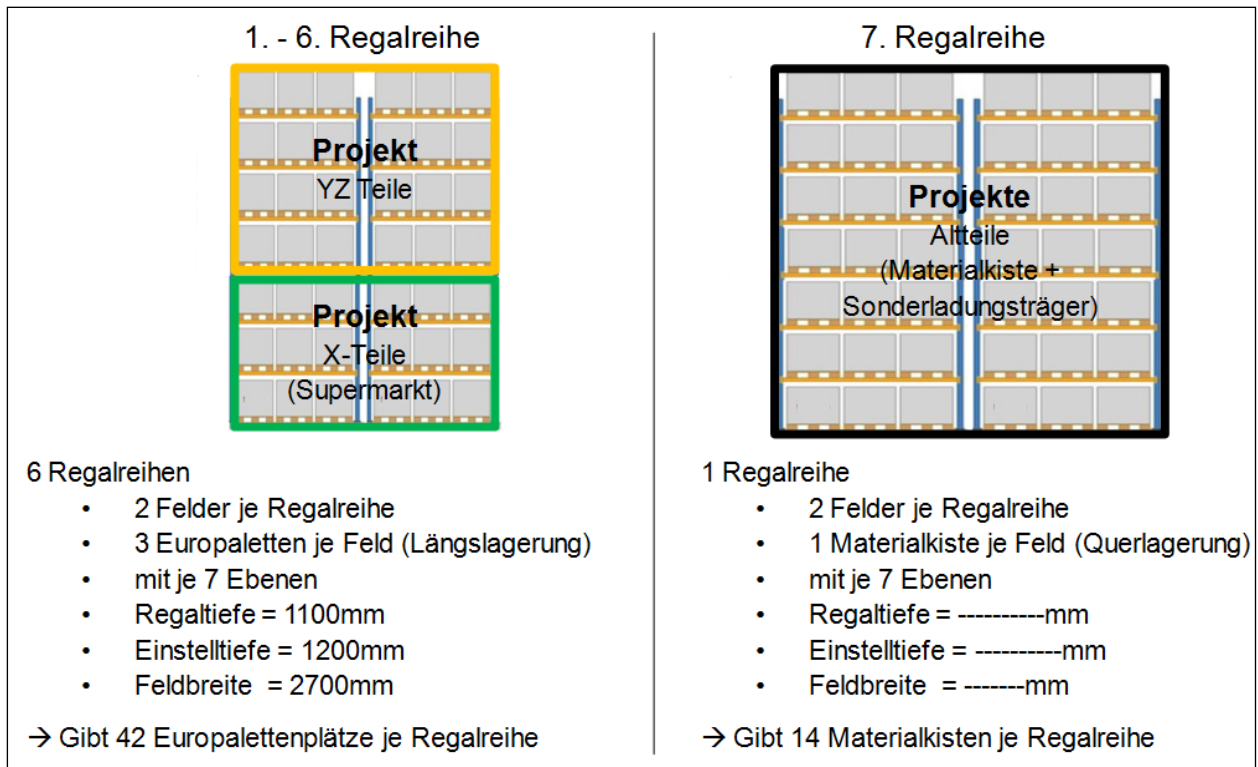 1. - 6. Regalreihe
Projekt
YZ Teile
Projekt
X-Teile
(Supermarkt)
6 Regalreihen
• 2 Felder je Regalreihe
• 3 Europaletten je Feld (Längslagerung)
• mit je 7 Ebenen
• Regaltiefe = 1100mm
• Einstelltiefe = 1200mm
• Feldbreite = 2700mm
→ Gibt 42 Europalettenplätze je Regalreihe
7. Regalreihe
Projekte
Altteile
(Materialkiste +
Sonderladungsträger)
1 Regalreihe
• 2 Felder je Regalreihe
• 1 Materialkiste je Feld (Querlagerung)
• mit je 7 Ebenen
• Regaltiefe = ----------mm
• Einstelltiefe = ----------mm
• Feldbreite = -------mm
→ Gibt 14 Materialkisten je Regalreihe